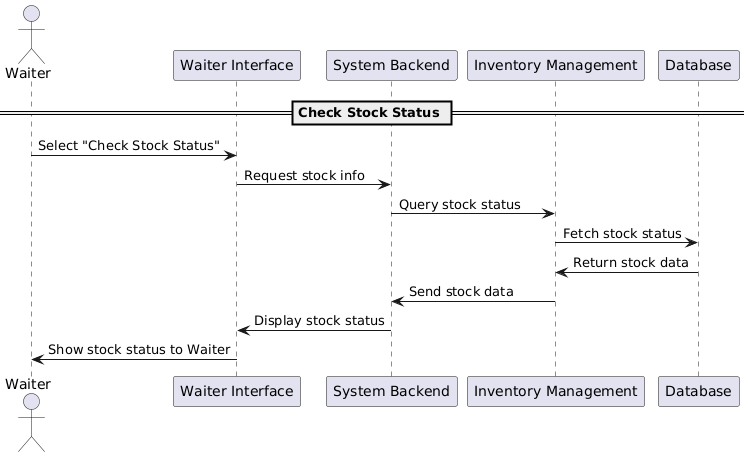 Waiter
Waiter Interface
System Backend
Inventory Management
Database
Check Stock Status
Select "Check Stock Status"
Request stock info
Query stock status
Fetch stock status
Return stock data
Send stock data
Display stock status
Show stock status to Waiter
Waiter
Waiter Interface
System Backend
Inventory Management
Database